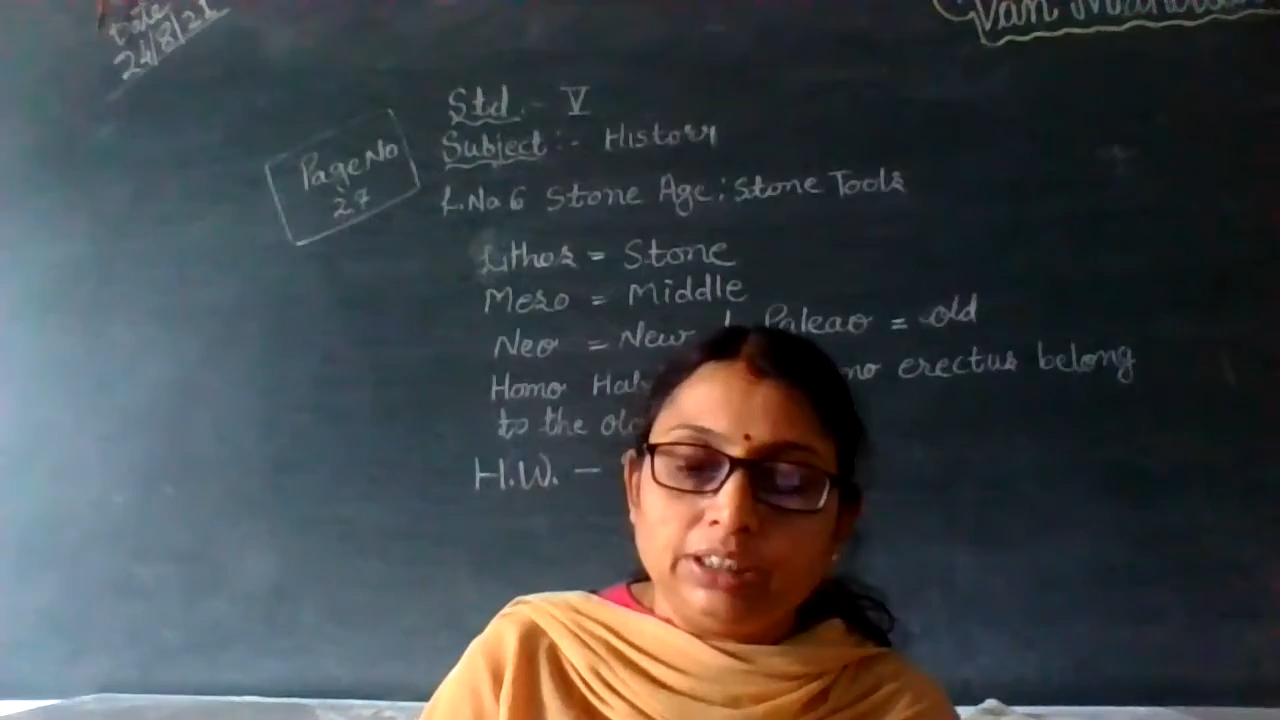 Date
24/8/21
Van
Page No
27
Std :- V
Subject :- History
L.No 6 Stone Age : Stone Tools
Lithos = Stone
Meso = Middle
Neo = New Paleao = old
Homo erectus belong
to the
H.W. -